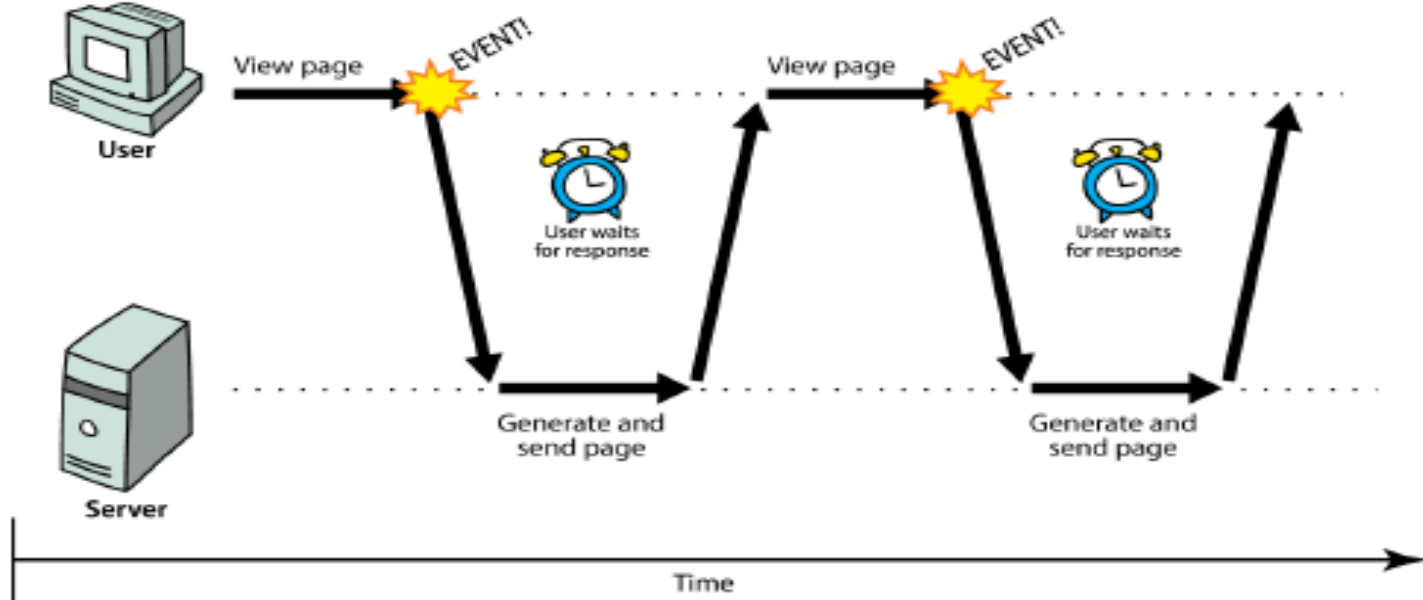 View page
EVENT!
View page
EVENT!
User
User waits
for response
User waits
for response
Generate and
send page
Generate and
send page
Server
Time